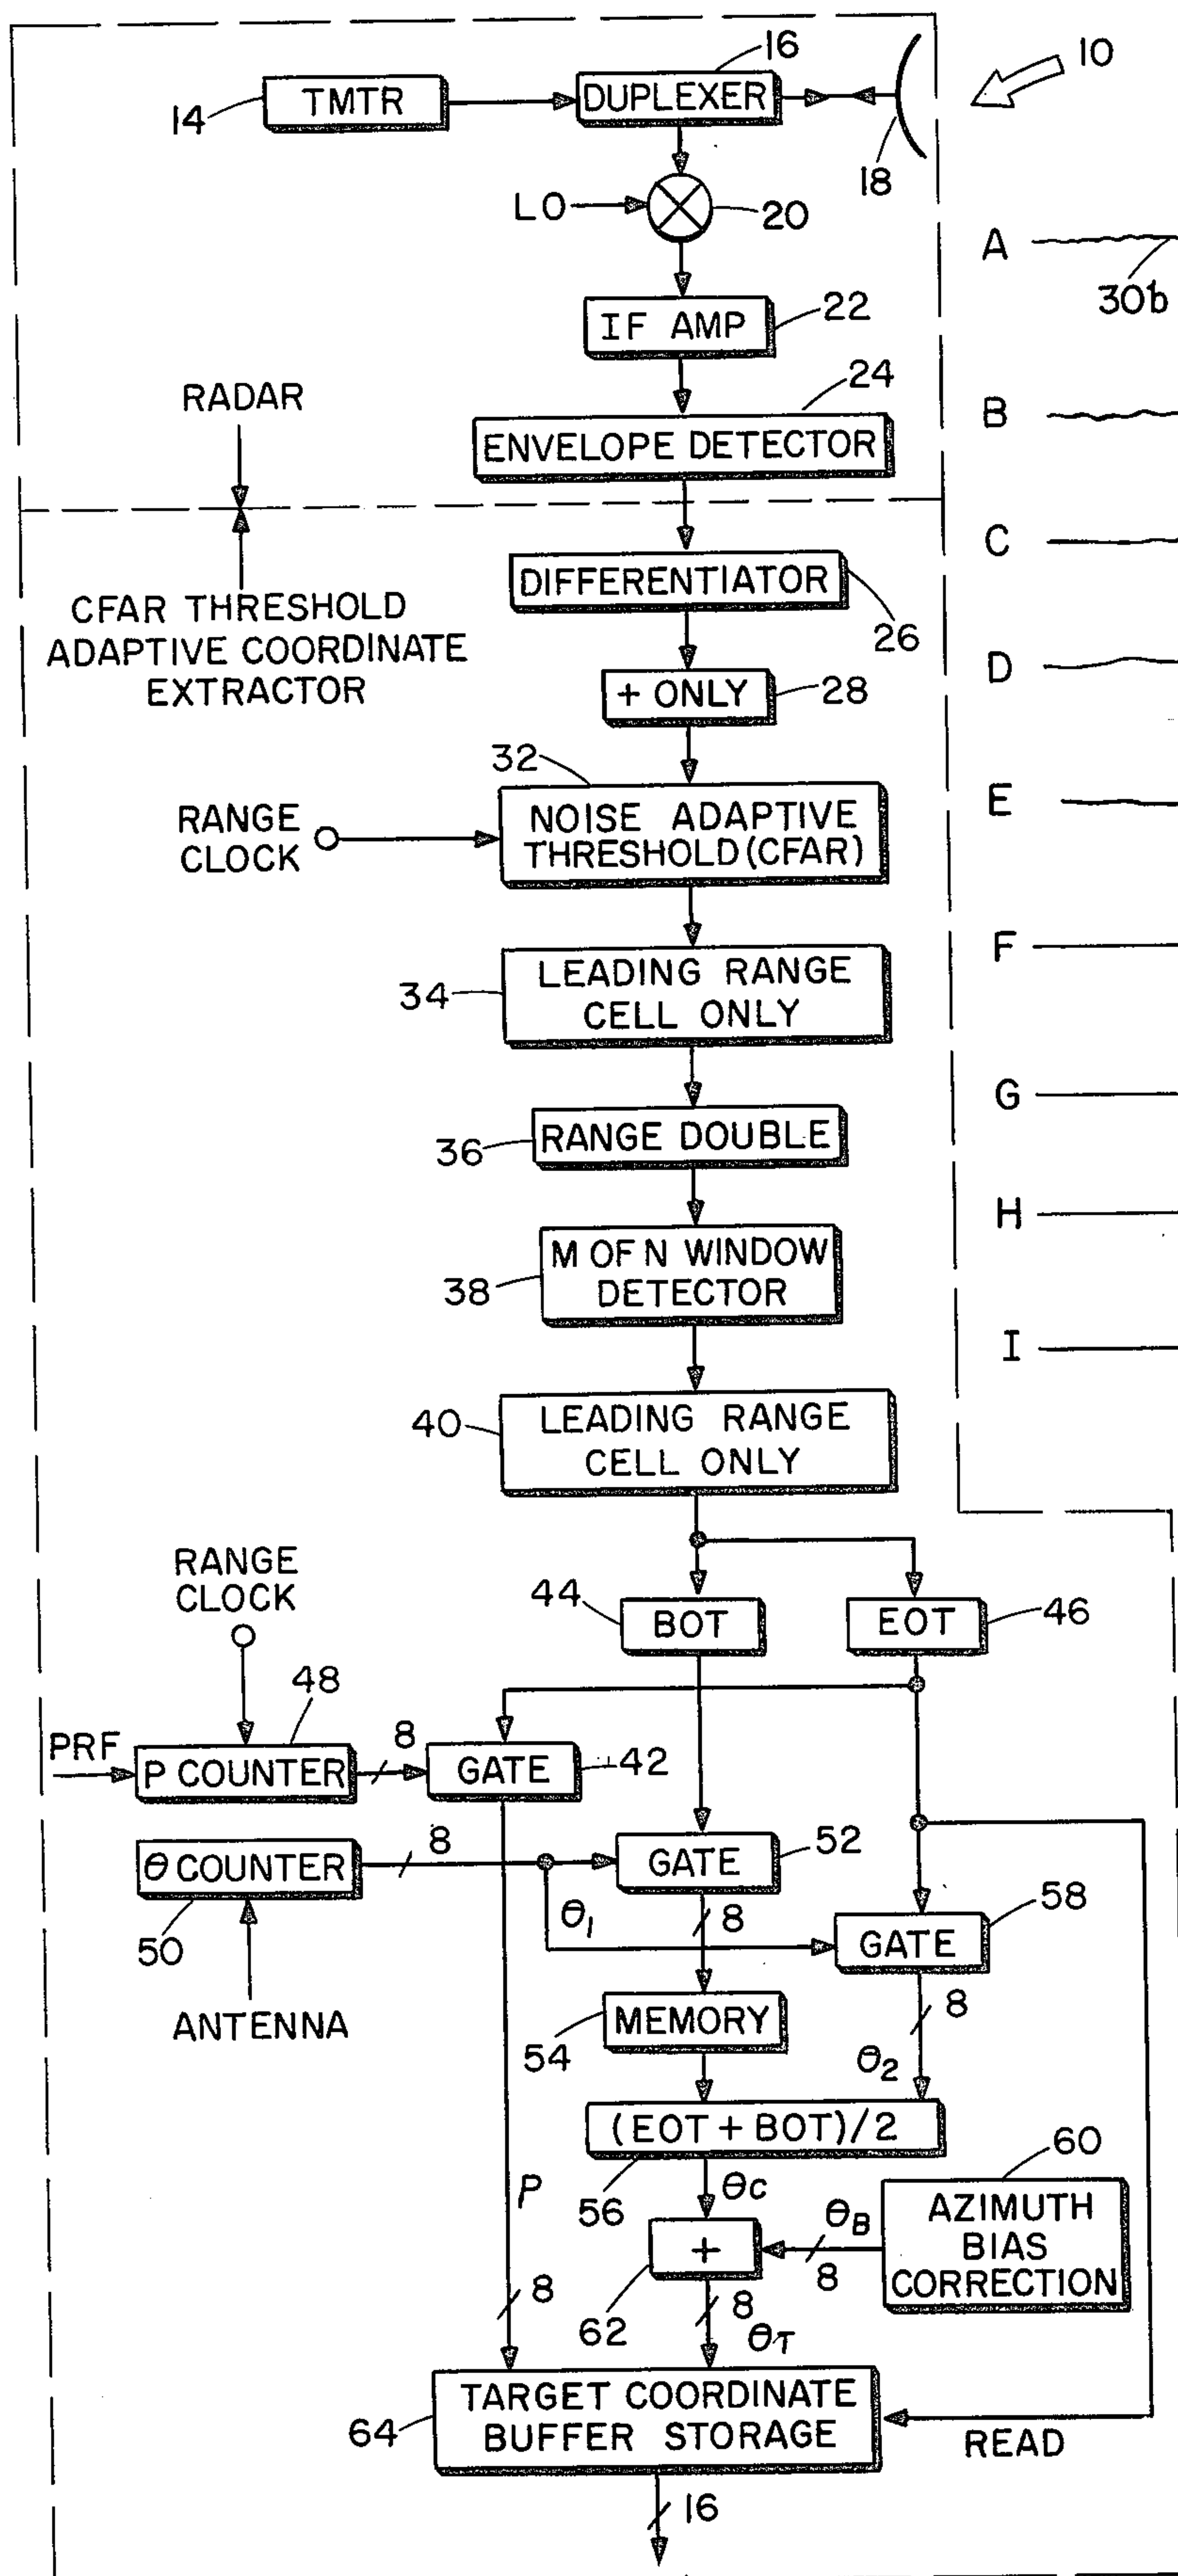 16
10
TMTR
DUPLEXER
14
18
LO
20
A
30b
IF AMP
22
RADAR
24
B
ENVELOPE DETECTOR
C
DIFFERENTIATOR
26
CFAR THRESHOLD
ADAPTIVE COORDINATE
EXTRACTOR
D
+ ONLY
28
32
RANGE
CLOCK
NOISE ADAPTIVE
THRESHOLD (CFAR)
E
F
34
LEADING RANGE
CELL ONLY
G
36
RANGE DOUBLE
H
38
M OF N WINDOW
DETECTOR
I
40
LEADING RANGE
CELL ONLY
RANGE
CLOCK
44
BOT
EOT
46
48
PRF
P COUNTER
8
GATE
42
θ COUNTER
8
GATE
52
50
θ1
8
58
GATE
ANTENNA
MEMORY
54
8
θ2
(EOT + BOT)/2
56
60
P
θC
θB
8
AZIMUTH
BIAS
CORRECTION
+
62
8
8
θT
64
TARGET COORDINATE
BUFFER STORAGE
READ
16